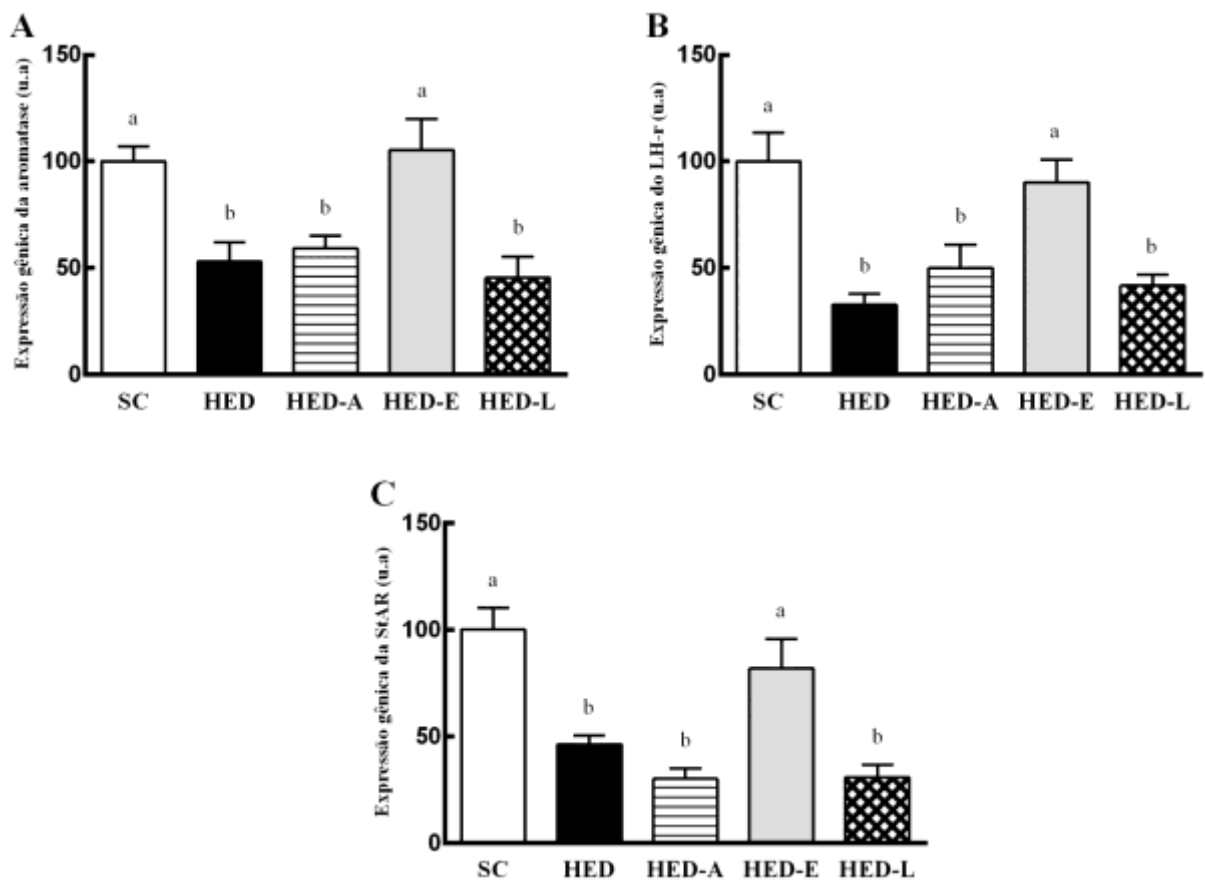 A
Expressão gênica da aromatase (u.a)
150
100
50
0
a
b
b
a
b
SC HED HED-A HED-E HED-L
B
Expressão gênica do LH-r (u.a)
150
100
50
0
a
b
b
a
b
SC HED HED-A HED-E HED-L
C
Expressão gênica da StAR (u.a)
150
100
50
0
a
b
b
a
b
SC HED HED-A HED-E HED-L